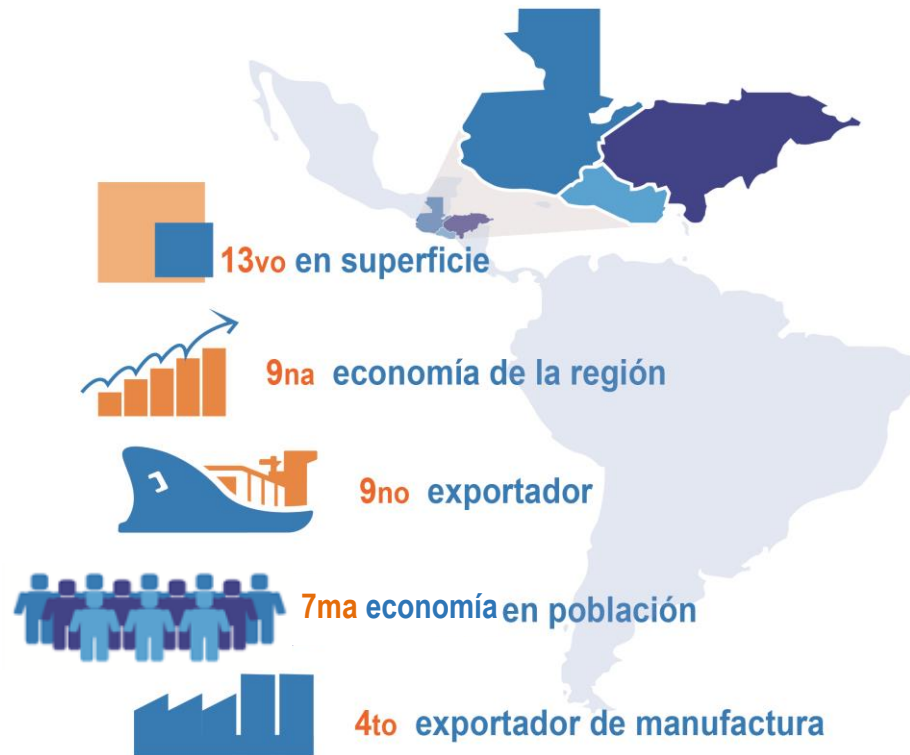 13vo en superficie
9na economía de la región
9no exportador
7ma economía en población
4to exportador de manufactura